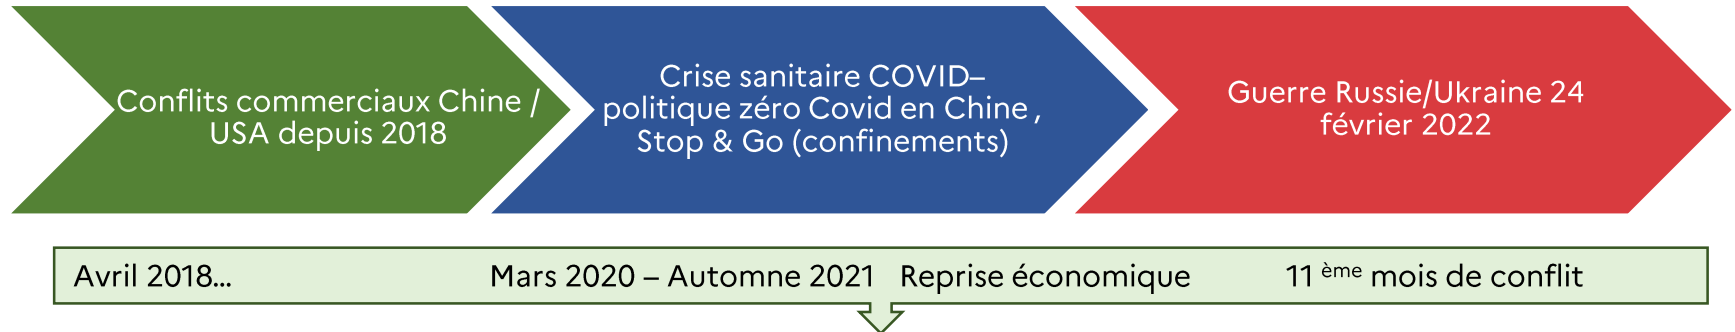 Conflits commerciaux Chine /
USA depuis 2018
Crise sanitaire COVID–
politique zéro Covid en Chine ,
Stop & Go (confinements)
Guerre Russie/Ukraine 24
février 2022
Avril 2018... Mars 2020 – Automne 2021 Reprise économique 11 ème mois de conflit